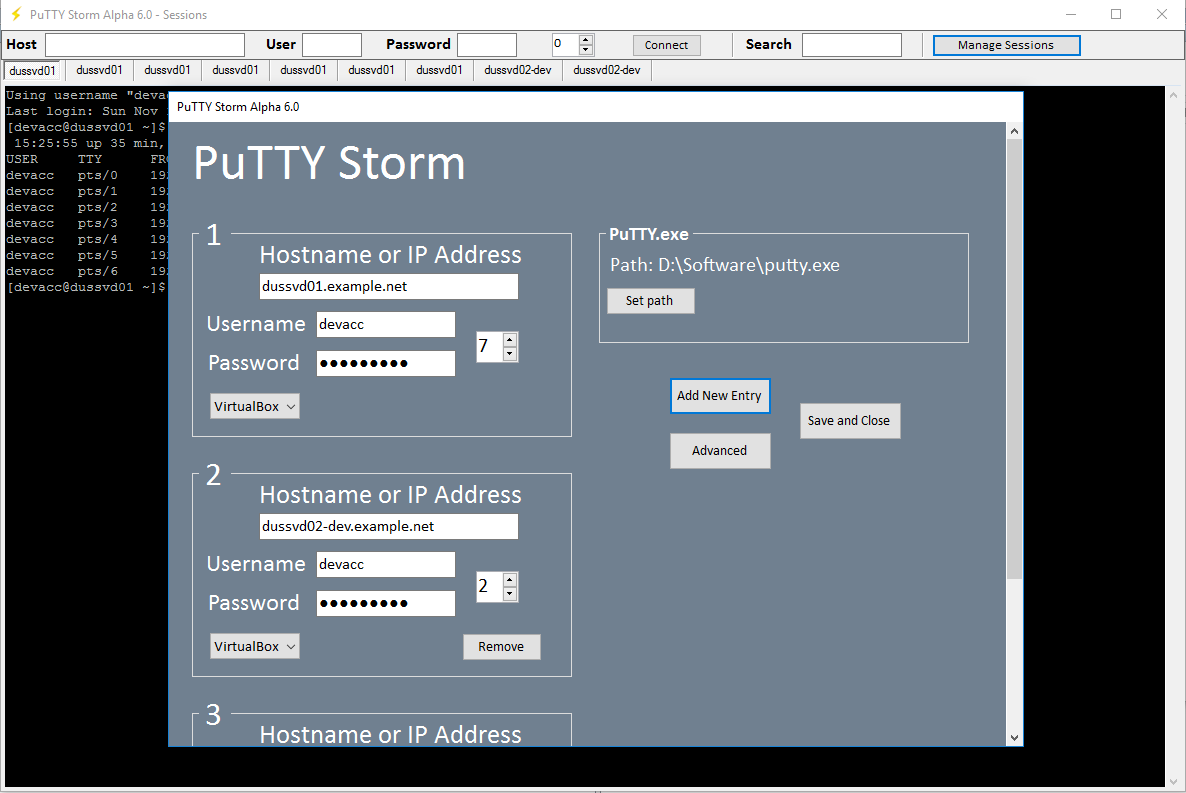 PuTTY Storm Alpha 6.0 - Sessions
Host User Password 0 Connect Search Manage Sessions
dussvd01 dussvd01 dussvd01 dussvd01 dussvd01 dussvd01 dussvd01 dussvd02-dev dussvd02-dev
Using username "devac
Last login: Sun Nov
[devacc@dussvd01 ~]$
15:25:55 up 35 min,
USER TTY FR
devacc pts/0 19
devacc pts/1 19
devacc pts/2 19
devacc pts/3 19
devacc pts/4 19
devacc pts/5 19
devacc pts/6 19
[devacc@dussvd01 ~]$
PuTTY Storm Alpha 6.0
PuTTY Storm
1
Hostname or IP Address
dussvd01.example.net
Username devacc
7
Password ●●●●●●●●●
VirtualBox
2
Hostname or IP Address
dussvd02-dev.example.net
Username devacc
2
Password ●●●●●●●●●
VirtualBox Remove
3
Hostname or IP Address
PuTTY.exe
Path: D:\Software\putty.exe
Set path
Add New Entry
Save and Close
Advanced